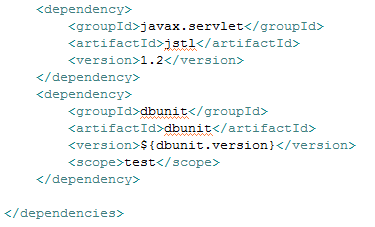 <dependency>
<groupId>javax.servlet</groupId>
<artifactId>jstl</artifactId>
<version>1.2</version>
</dependency>
<dependency>
<groupId>dbunit</groupId>
<artifactId>dbunit</artifactId>
<version>${dbunit.version}</version>
<scope>test</scope>
</dependency>
</dependencies>